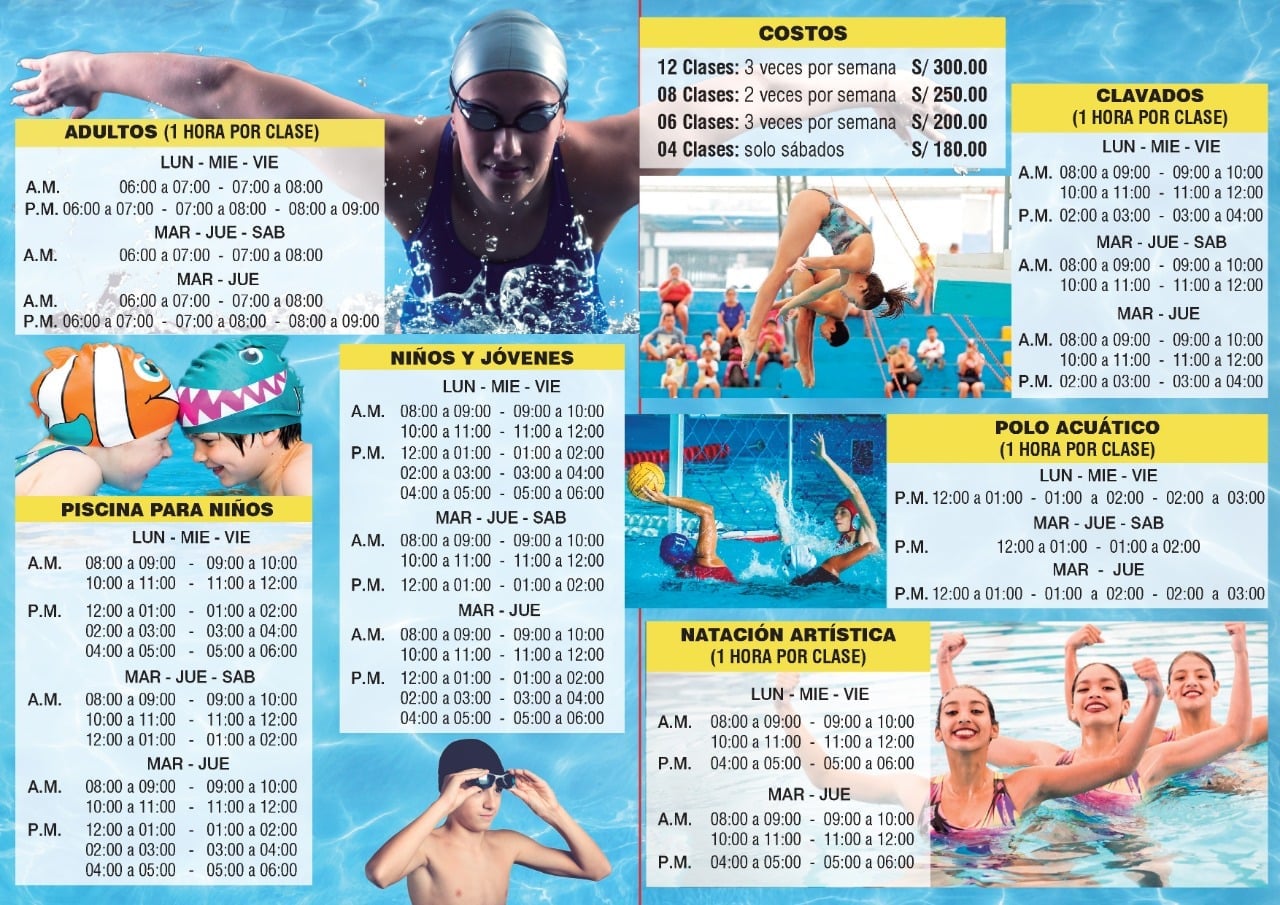 ADULTOS (1 HORA POR CLASE)
LUN - MIE - VIE
A.M. 06:00 a 07:00 - 07:00 a 08:00
P.M. 06:00 a 07:00 - 07:00 a 08:00 - 08:00 a 09:00
MAR - JUE - SAB
A.M. 06:00 a 07:00 - 07:00 a 08:00
MAR - JUE
A.M. 06:00 a 07:00 - 07:00 a 08:00
P.M. 06:00 a 07:00 - 07:00 a 08:00 - 08:00 a 09:00
PISCINA PARA NIÑOS
LUN - MIE - VIE
A.M. 08:00 a 09:00 - 09:00 a 10:00
10:00 a 11:00 - 11:00 a 12:00
P.M. 12:00 a 01:00 - 01:00 a 02:00
02:00 a 03:00 - 03:00 a 04:00
04:00 a 05:00 - 05:00 a 06:00
MAR - JUE - SAB
A.M. 08:00 a 09:00 - 09:00 a 10:00
10:00 a 11:00 - 11:00 a 12:00
12:00 a 01:00 - 01:00 a 02:00
MAR - JUE
A.M. 08:00 a 09:00 - 09:00 a 10:00
10:00 a 11:00 - 11:00 a 12:00
P.M. 12:00 a 01:00 - 01:00 a 02:00
02:00 a 03:00 - 03:00 a 04:00
04:00 a 05:00 - 05:00 a 06:00
NIÑOS Y JÓVENES
LUN - MIE - VIE
A.M. 08:00 a 09:00 - 09:00 a 10:00
10:00 a 11:00 - 11:00 a 12:00
P.M. 12:00 a 01:00 - 01:00 a 02:00
02:00 a 03:00 - 03:00 a 04:00
04:00 a 05:00 - 05:00 a 06:00
MAR - JUE - SAB
A.M. 08:00 a 09:00 - 09:00 a 10:00
10:00 a 11:00 - 11:00 a 12:00
P.M. 12:00 a 01:00 - 01:00 a 02:00
MAR - JUE
A.M. 08:00 a 09:00 - 09:00 a 10:00
10:00 a 11:00 - 11:00 a 12:00
P.M. 12:00 a 01:00 - 01:00 a 02:00
02:00 a 03:00 - 03:00 a 04:00
04:00 a 05:00 - 05:00 a 06:00
COSTOS
12 Clases: 3 veces por semana S/ 300.00
08 Clases: 2 veces por semana S/ 250.00
06 Clases: 3 veces por semana S/ 200.00
04 Clases: solo sábados S/ 180.00
CLAVADOS
(1 HORA POR CLASE)
LUN - MIE - VIE
A.M. 08:00 a 09:00 - 09:00 a 10:00
10:00 a 11:00 - 11:00 a 12:00
P.M. 02:00 a 03:00 - 03:00 a 04:00
MAR - JUE - SAB
A.M. 08:00 a 09:00 - 09:00 a 10:00
10:00 a 11:00 - 11:00 a 12:00
MAR - JUE
A.M. 08:00 a 09:00 - 09:00 a 10:00
10:00 a 11:00 - 11:00 a 12:00
P.M. 02:00 a 03:00 - 03:00 a 04:00
POLO ACUÁTICO
(1 HORA POR CLASE)
LUN - MIE - VIE
P.M. 12:00 a 01:00 - 01:00 a 02:00 - 02:00 a 03:00
MAR - JUE - SAB
P.M. 12:00 a 01:00 - 01:00 a 02:00
MAR - JUE
P.M. 12:00 a 01:00 - 01:00 a 02:00 - 02:00 a 03:00
NATACIÓN ARTÍSTICA
(1 HORA POR CLASE)
LUN - MIE - VIE
A.M. 08:00 a 09:00 - 09:00 a 10:00
10:00 a 11:00 - 11:00 a 12:00
P.M. 04:00 a 05:00 - 05:00 a 06:00
MAR - JUE
A.M. 08:00 a 09:00 - 09:00 a 10:00
10:00 a 11:00 - 11:00 a 12:00
P.M. 04:00 a 05:00 - 05:00 a 06:00